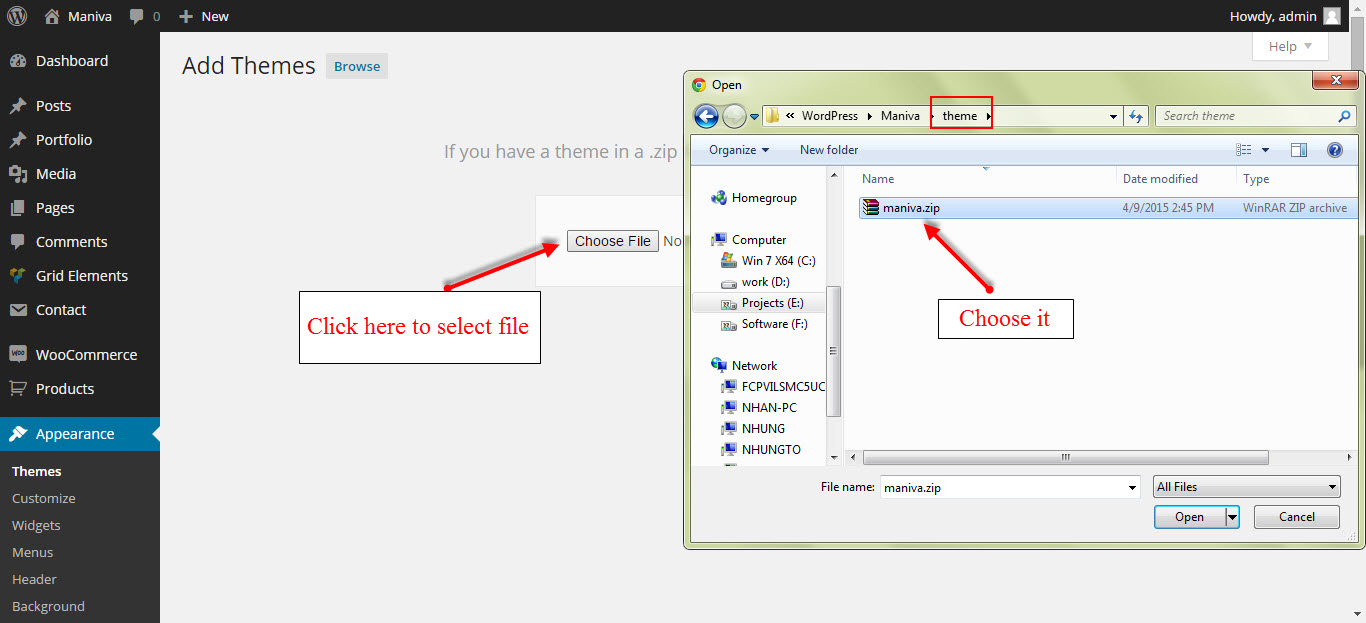 Maniva
0
New
Howdy, admin
Dashboard
Posts
Portfolio
Media
Pages
Comments
Grid Elements
Contact
WooCommerce
Products
Appearance
Themes
Customize
Widgets
Menus
Header
Background
Add Themes
Browse
Help
If you have a theme in a .zip
Choose File
No
Click here to select file
Open
« WordPress
Maniva
theme
Search theme
Organize
New folder
Name
Date modified
Type
Homegroup
Computer
Win 7 X64 (C:)
work (D:)
Projects (E:)
Software (F:)
Network
FCPVILSMC5UC
NHAN-PC
NHUNG
NHUNGTO
maniva.zip
4/9/2015 2:45 PM
WinRAR ZIP archive
Choose it
File name:
maniva.zip
All Files
Open
Cancel